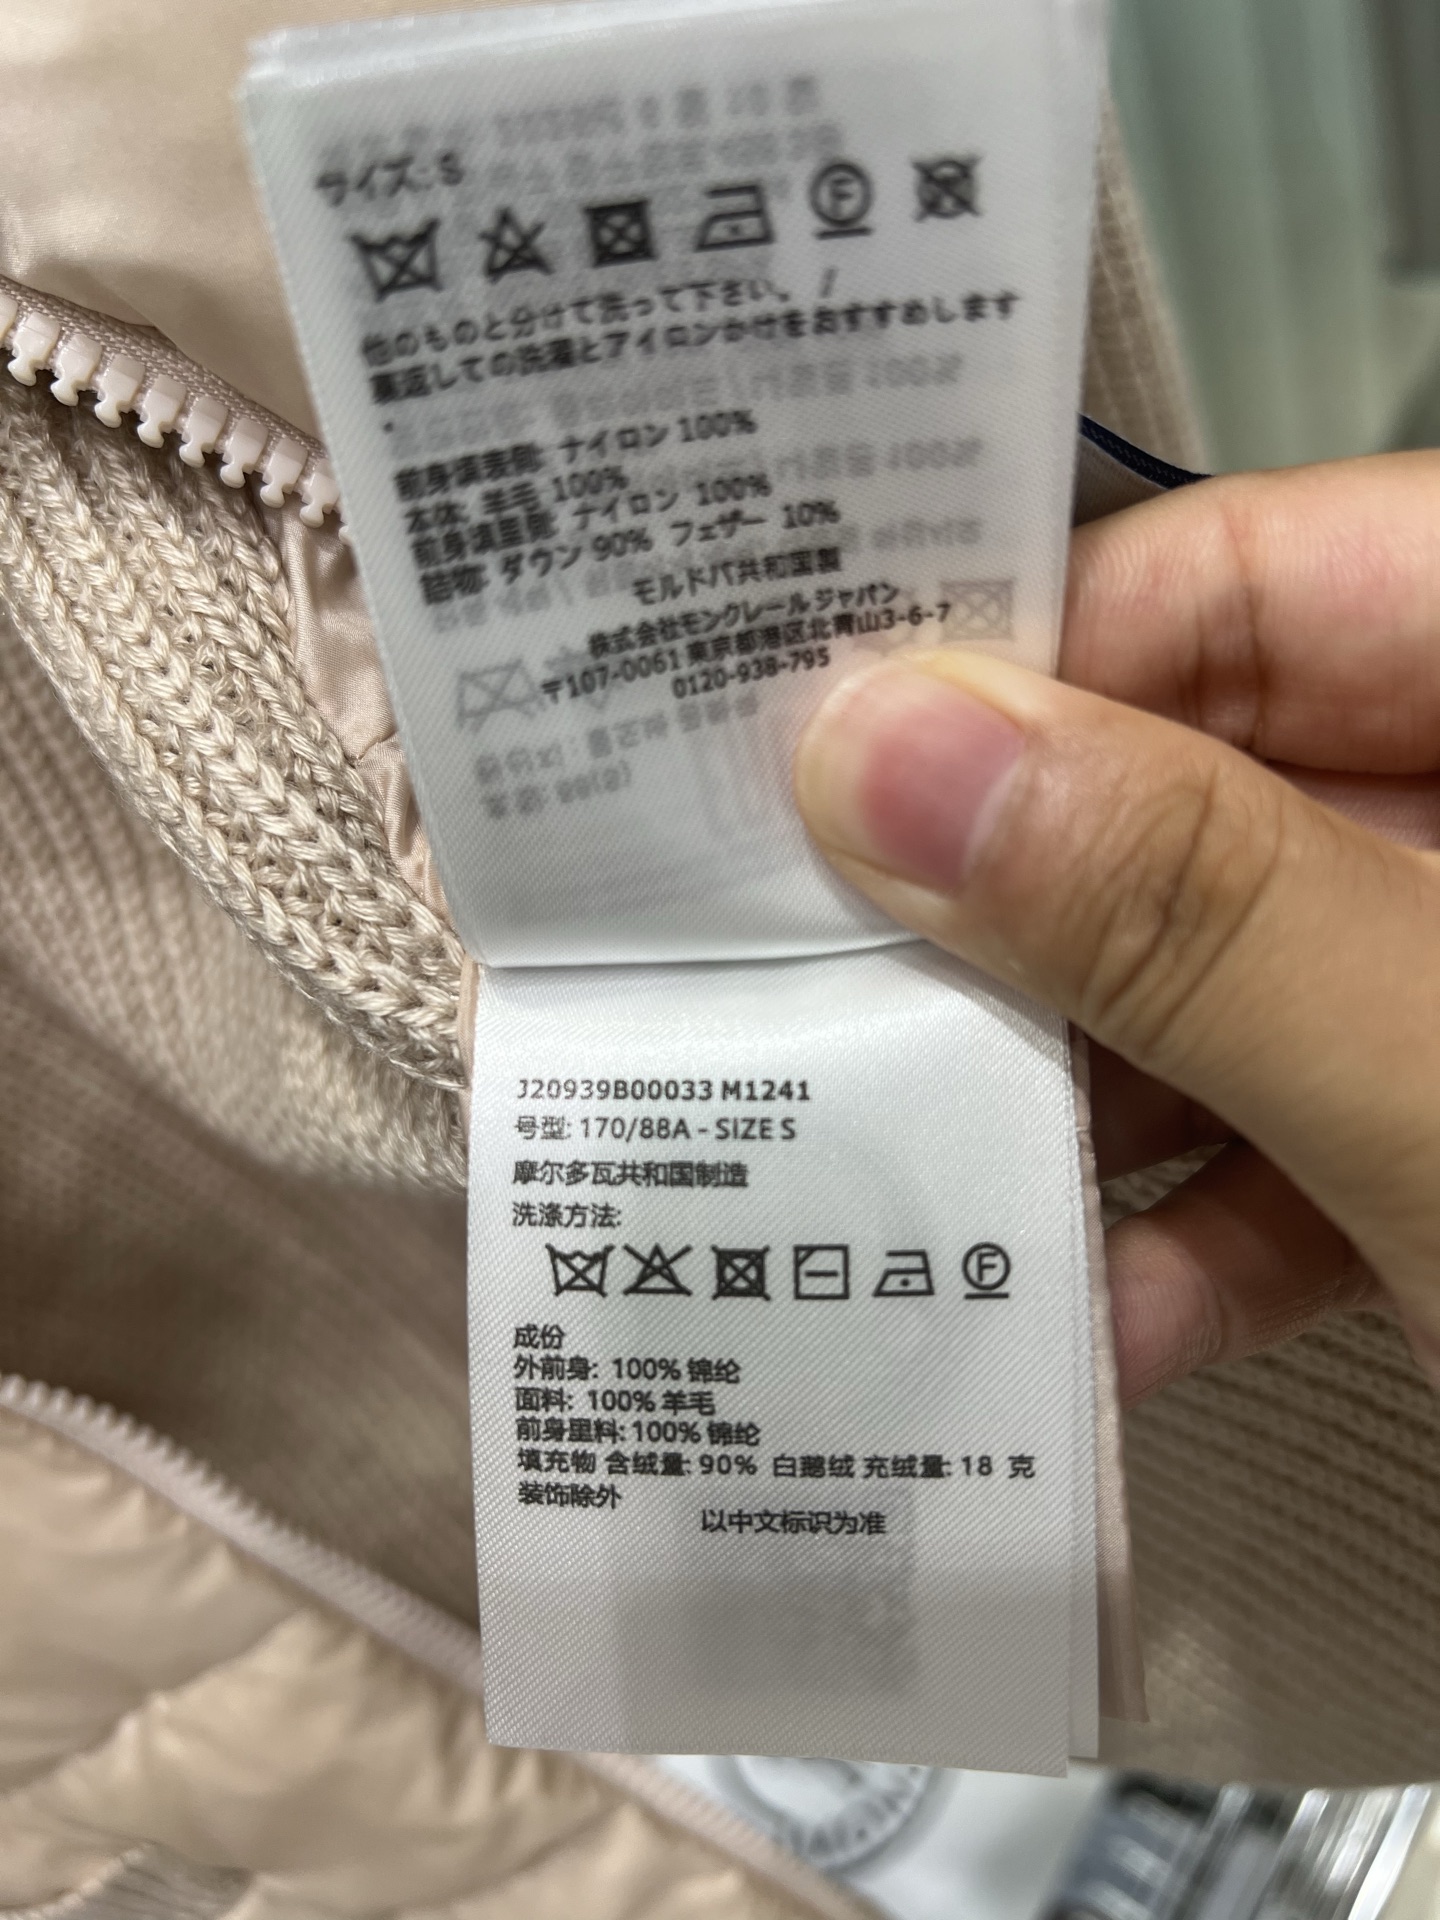 サイズ: S
F
他のものと分けて洗って下さい。
裏返しての洗濯とアイロンかけをおすすめします
前身頃表側: ナイロン 100%
本体: 羊毛 100%
前身頃里側: ナイロン 100%
詰物: ダウン 90% フェザー 10%
モルドバ共和国製
株式会社モンクレール ジャパン
〒107-0061 東京都港区北青山3-6-7
0120-938-795
J20939B00033 M1241
号型: 170/88A - SIZE S
摩尔多瓦共和国制造
洗涤方法:
F
成份
外前身: 100% 锦纶
面料: 100% 羊毛
前身里料: 100% 锦纶
填充物 含绒量: 90% 白鹅绒 充绒量: 18 克
装饰除外
以中文标识为准